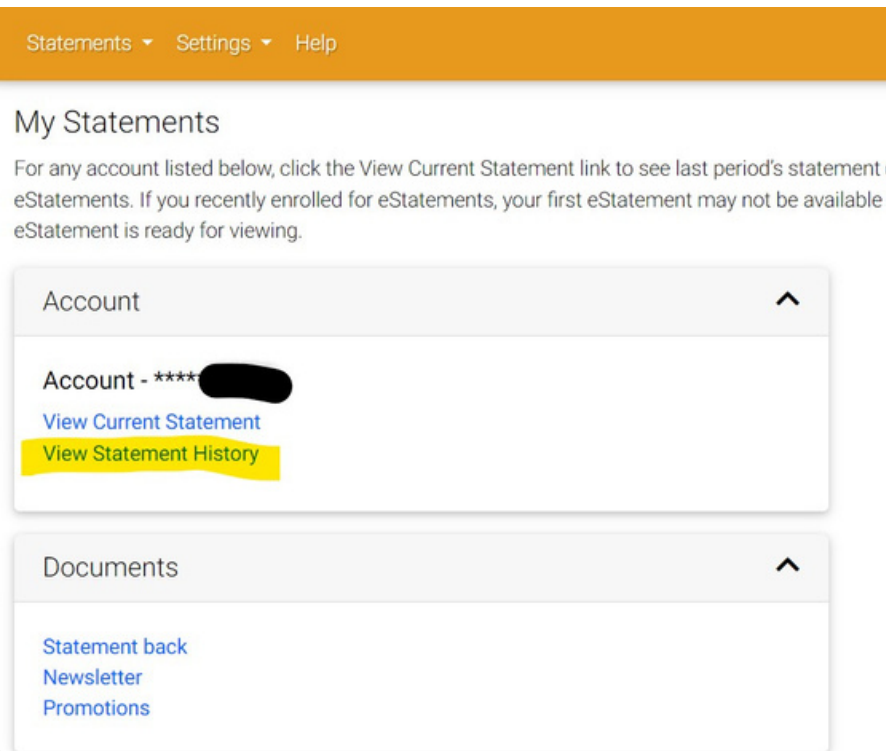 Statements Settings Help
My Statements
For any account listed below, click the View Current Statement link to see last period's statement
eStatements. If you recently enrolled for eStatements, your first eStatement may not be available
eStatement is ready for viewing.
Account
Account - *****
View Current Statement
View Statement History
Documents
Statement back
Newsletter
Promotions